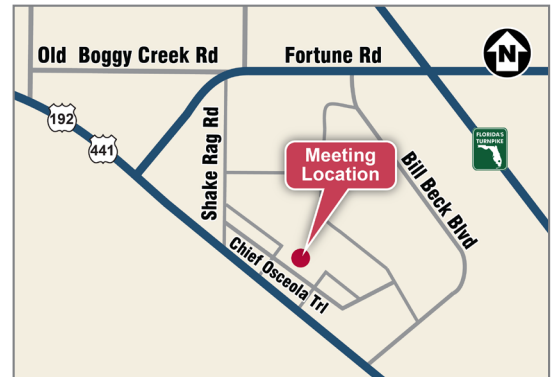 Old Boggy Creek Rd
Fortune Rd
N
192
441
Shake Rag Rd
FLORIDA'S
TURNPIKE
Meeting
Location
Bill Beck Blvd
Chief Osceola Trl